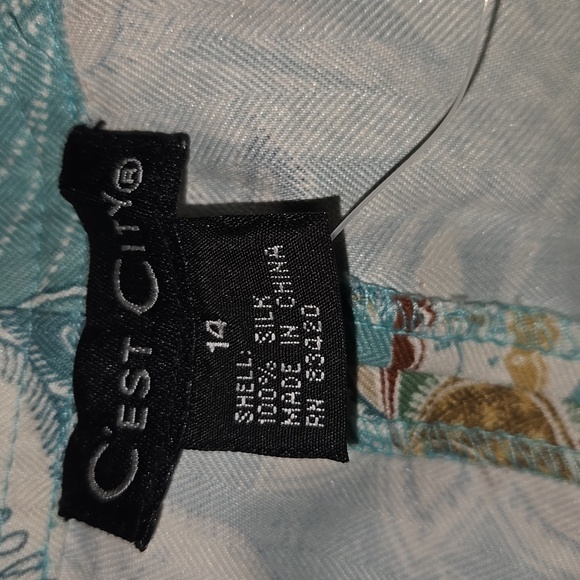 C'EST CITY®
14
SHELL:
100% SILK
MADE IN CHINA
RN 83420